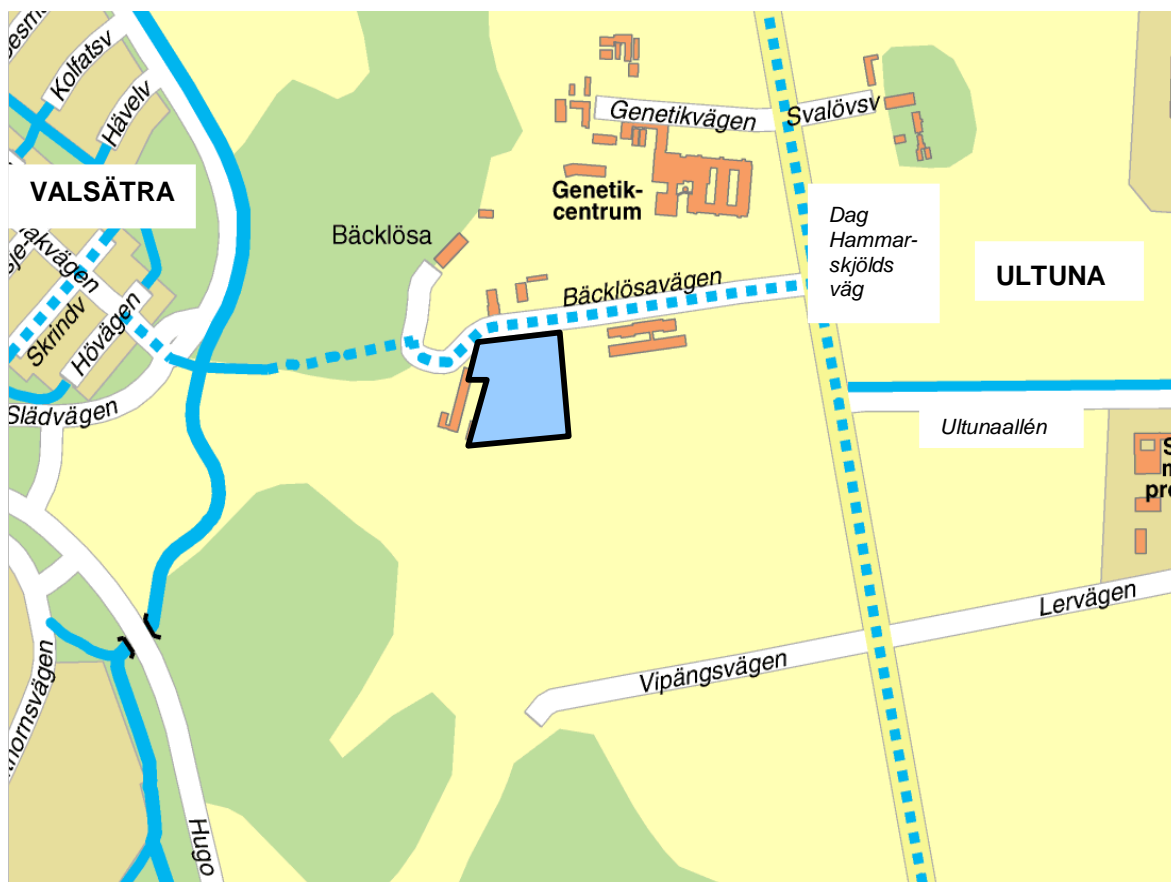 Kolfatsv
Hävelv
VALSÄTRA
Skrindv
Hövägen
Slädvägen
Hugo
Bäcklösa
Genetikvägen
Svalövsv
Genetik-
centrum
Bäcklösavägen
Dag
Hammar-
skjölds
väg
ULTUNA
Ultunaallén
Lervägen
Vipängsvägen